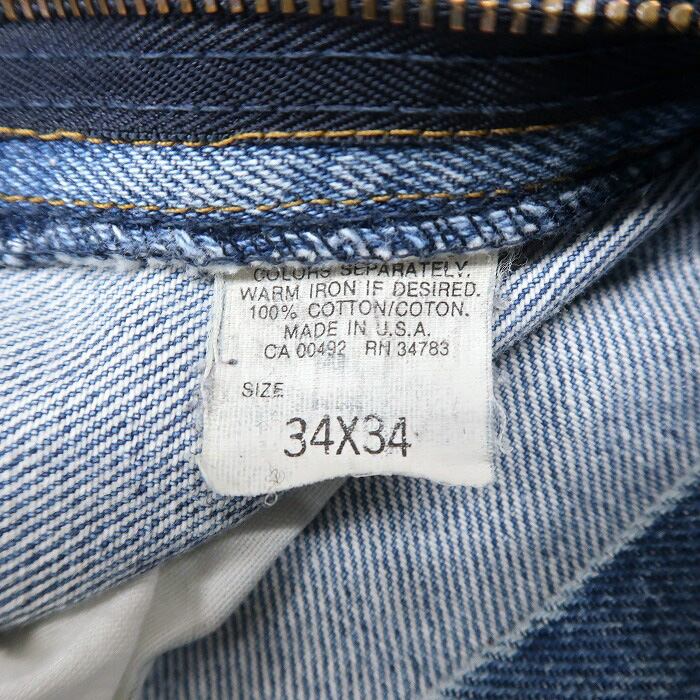 COLORS SEPARATELY.
WARM IRON IF DESIRED.
100% COTTON/COTON.
MADE IN U.S.A.
CA 00492 RN 34783
SIZE
34X34